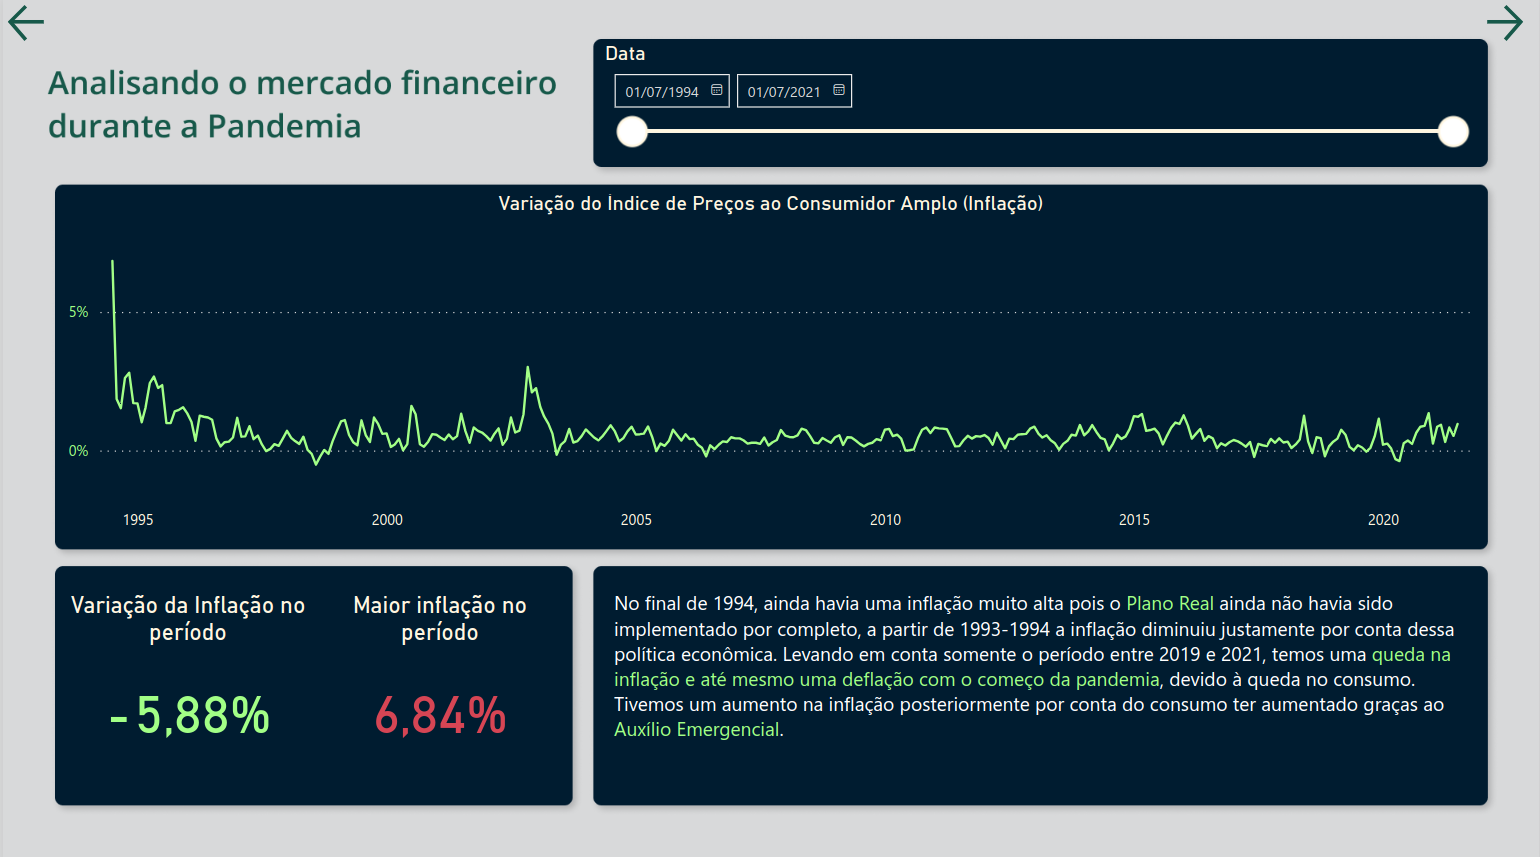 Analisando o mercado financeiro
durante a Pandemia
Data
01/07/1994
01/07/2021
Variação do Índice de Preços ao Consumidor Amplo (Inflação)
5%
0%
1995
2000
2005
2010
2015
2020
Variação da Inflação no
período
-5,88%
Maior inflação no
período
6,84%
No final de 1994, ainda havia uma inflação muito alta pois o Plano Real ainda não havia sido
implementado por completo, a partir de 1993-1994 a inflação diminuiu justamente por conta dessa
política econômica. Levando em conta somente o período entre 2019 e 2021, temos uma queda na
inflação e até mesmo uma deflação com o começo da pandemia, devido à queda no consumo.
Tivemos um aumento na inflação posteriormente por conta do consumo ter aumentado graças ao
Auxílio Emergencial.